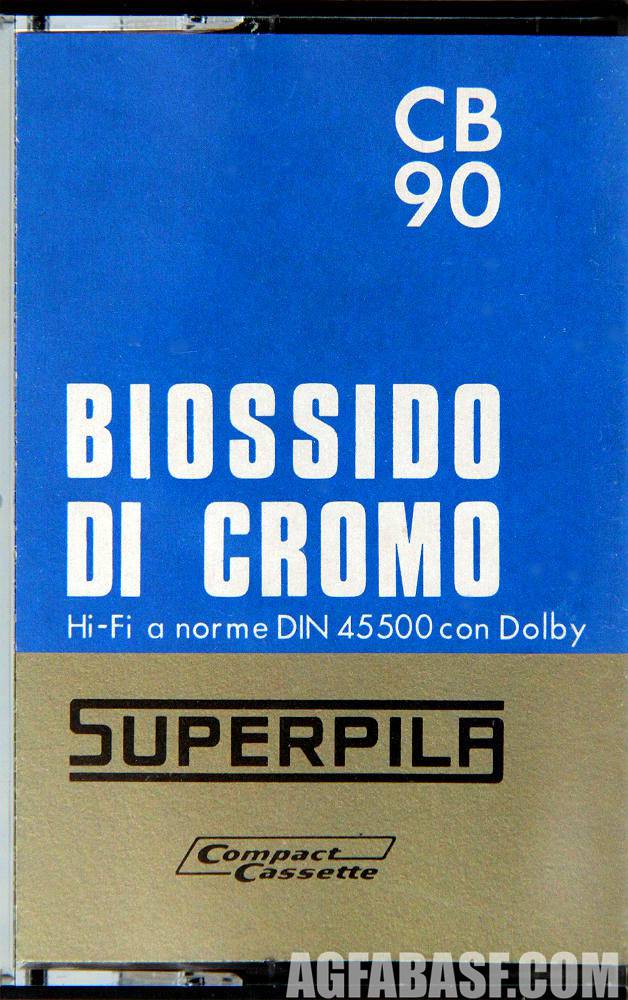 CB
90
BIOSSIDO
DI CROMO
Hi-Fi a norme DIN 45500 con Dolby
SUPERPILA
Compact
Cassette
AGFABASF.COM